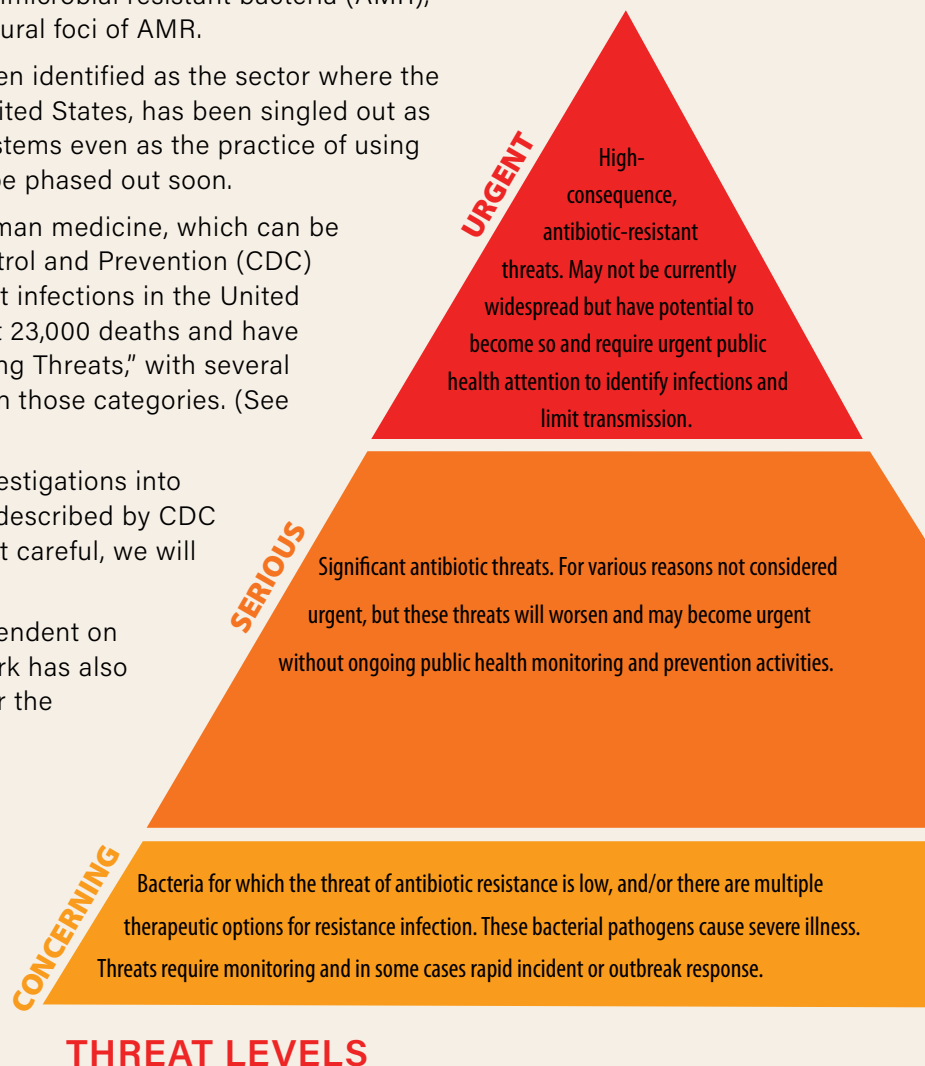 imicrobial resistant bacteria (AMR),
ural foci of AMR.
en identified as the sector where the
ited States, has been singled out as
stems even as the practice of using
be phased out soon.
man medicine, which can be
trol and Prevention (CDC)
t infections in the United
t 23,000 deaths and have
ng Threats,” with several
n those categories. (See
estigations into
described by CDC
t careful, we will
endent on
rk has also
r the
URGENT
High-
consequence,
antibiotic-resistant
threats. May not be currently
widespread but have potential to
become so and require urgent public
health attention to identify infections and
limit transmission.
SERIOUS
Significant antibiotic threats. For various reasons not considered
urgent, but these threats will worsen and may become urgent
without ongoing public health monitoring and prevention activities.
CONCERNING
Bacteria for which the threat of antibiotic resistance is low, and/or there are multiple
therapeutic options for resistance infection. These bacterial pathogens cause severe illness.
Threats require monitoring and in some cases rapid incident or outbreak response.
THREAT LEVELS